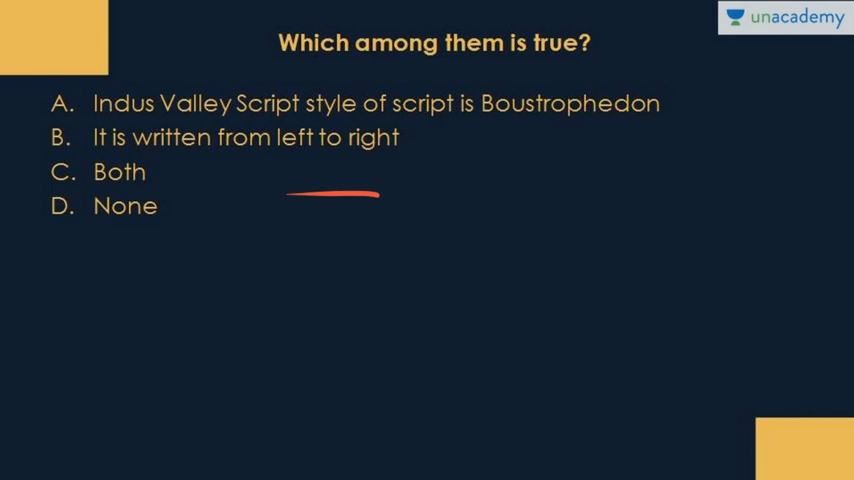 unacademy
Which among them is true?
A. Indus Valley Script style of script is Boustrophedon
B. It is written from left to right
C. Both
D. None